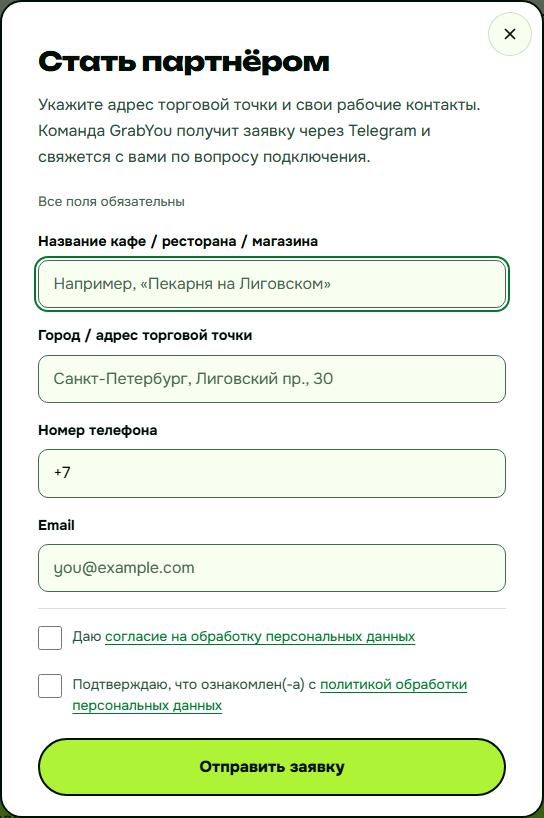 Стать партнёром
Укажите адрес торговой точки и свои рабочие контакты.
Команда GrabYou получит заявку через Telegram и
свяжется с вами по вопросу подключения.
Все поля обязательны
Название кафе / ресторана / магазина
Например, «Пекарня на Лиговском»
Город / адрес торговой точки
Санкт-Петербург, Лиговский пр., 30
Номер телефона
+7
Email
you@example.com
Даю согласие на обработку персональных данных
Подтверждаю, что ознакомлен(-а) с политикой обработки
персональных данных
Отправить заявку